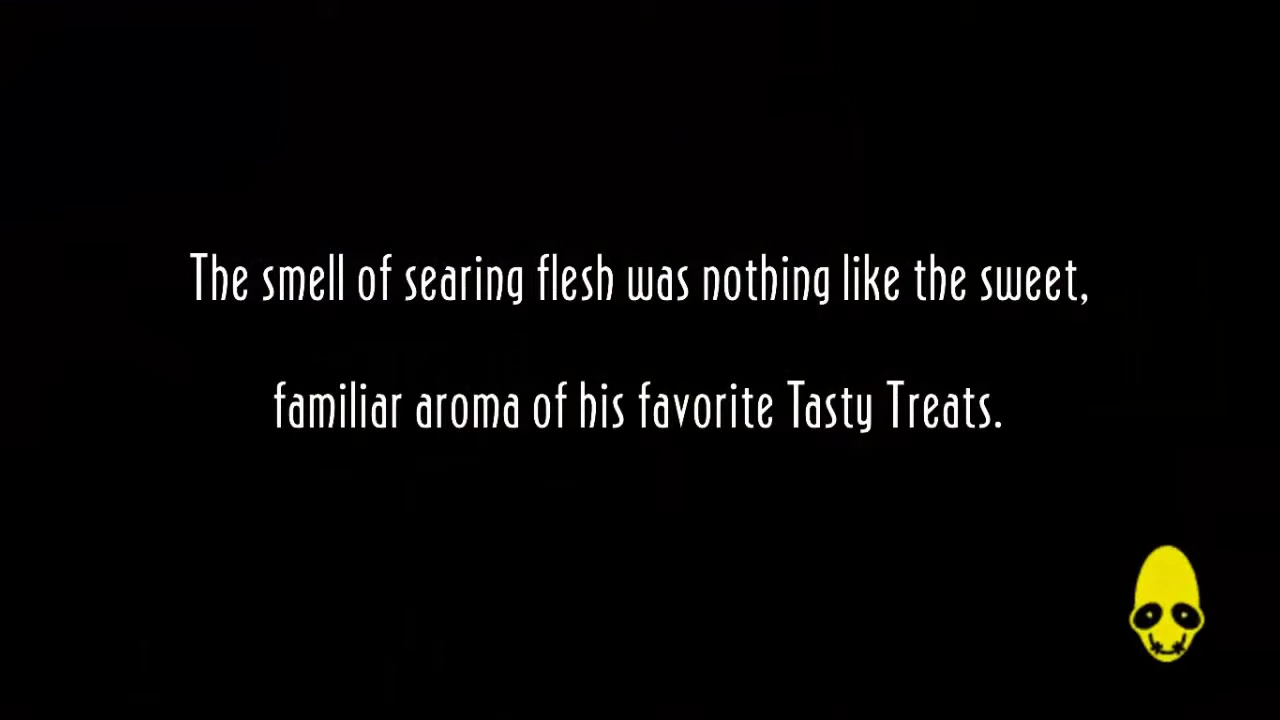 The smell of searing flesh was nothing like the sweet,
familiar aroma of his favorite Tasty Treats.